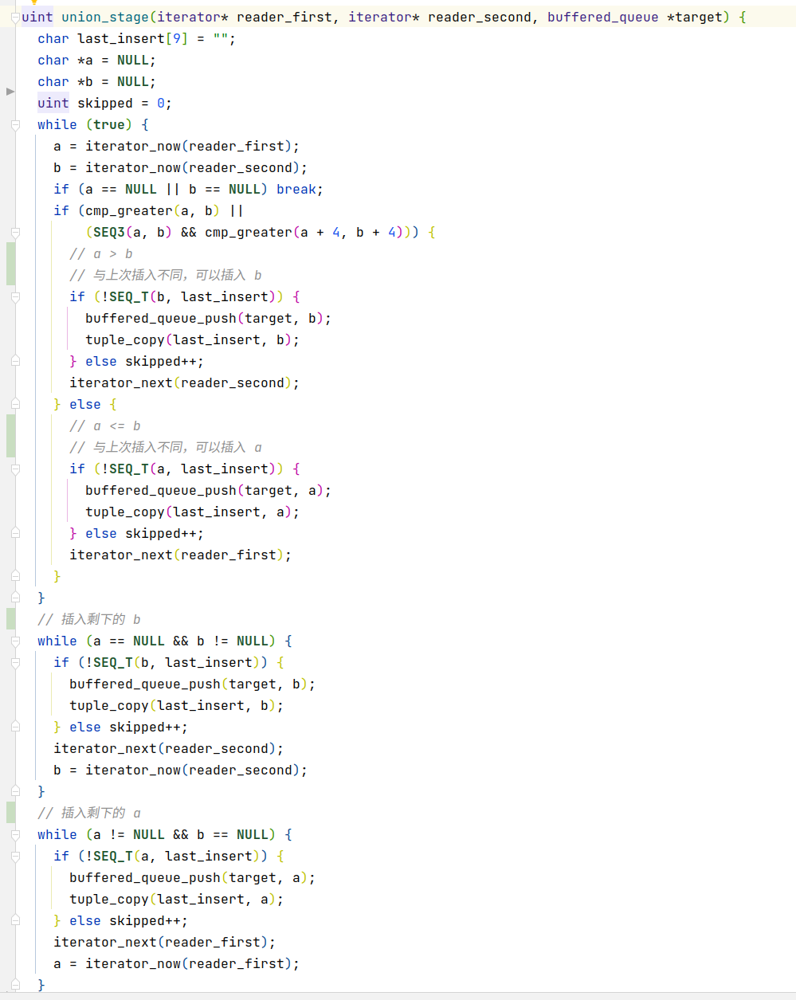 uint union_stage(iterator* reader_first, iterator* reader_second, buffered_queue *target) {
  char last_insert[9] = "";
  char *a = NULL;
  char *b = NULL;
  uint skipped = 0;
  while (true) {
    a = iterator_now(reader_first);
    b = iterator_now(reader_second);
    if (a == NULL || b == NULL) break;
    if (cmp_greater(a, b) ||
        (SEQ3(a, b) && cmp_greater(a + 4, b + 4))) {
      // a > b
      // 与上次插入不同，可以插入 b
      if (!SEQ_T(b, last_insert)) {
        buffered_queue_push(target, b);
        tuple_copy(last_insert, b);
      } else skipped++;
      iterator_next(reader_second);
    } else {
      // a <= b
      // 与上次插入不同，可以插入 a
      if (!SEQ_T(a, last_insert)) {
        buffered_queue_push(target, a);
        tuple_copy(last_insert, a);
      } else skipped++;
      iterator_next(reader_first);
    }
  }
  // 插入剩下的 b
  while (a == NULL && b != NULL) {
    if (!SEQ_T(b, last_insert)) {
      buffered_queue_push(target, b);
      tuple_copy(last_insert, b);
    } else skipped++;
    iterator_next(reader_second);
    b = iterator_now(reader_second);
  }
  // 插入剩下的 a
  while (a != NULL && b == NULL) {
    if (!SEQ_T(a, last_insert)) {
      buffered_queue_push(target, a);
      tuple_copy(last_insert, a);
    } else skipped++;
    iterator_next(reader_first);
    a = iterator_now(reader_first);
  }